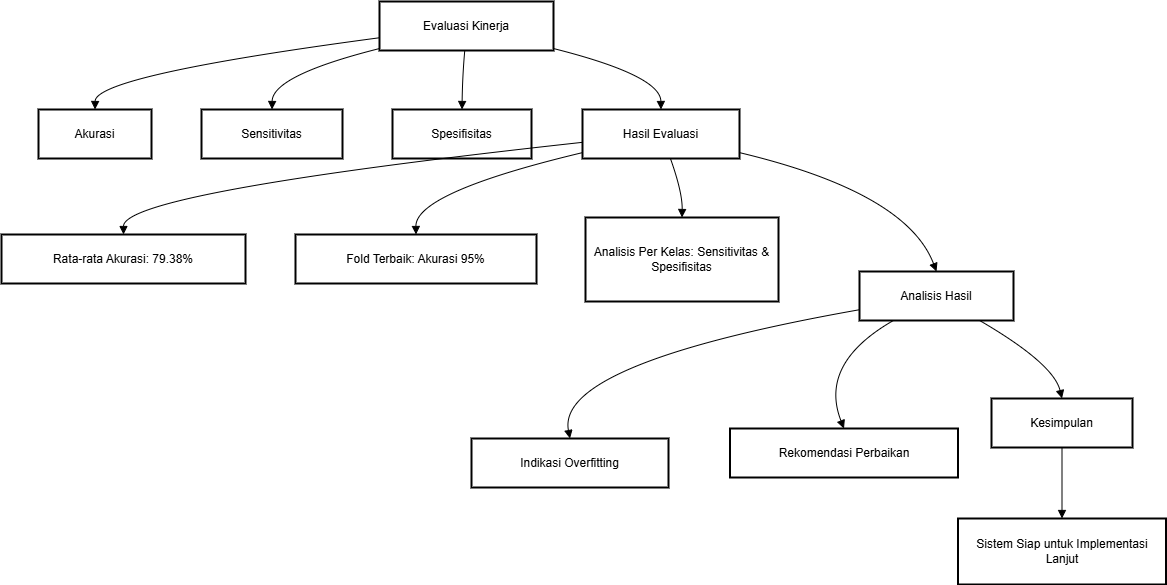 Evaluasi Kinerja
Akurasi
Sensitivitas
Spesifisitas
Hasil Evaluasi
Rata-rata Akurasi: 79.38%
Fold Terbaik: Akurasi 95%
Analisis Per Kelas: Sensitivitas &
Spesifisitas
Analisis Hasil
Indikasi Overfitting
Rekomendasi Perbaikan
Kesimpulan
Sistem Siap untuk Implementasi
Lanjut